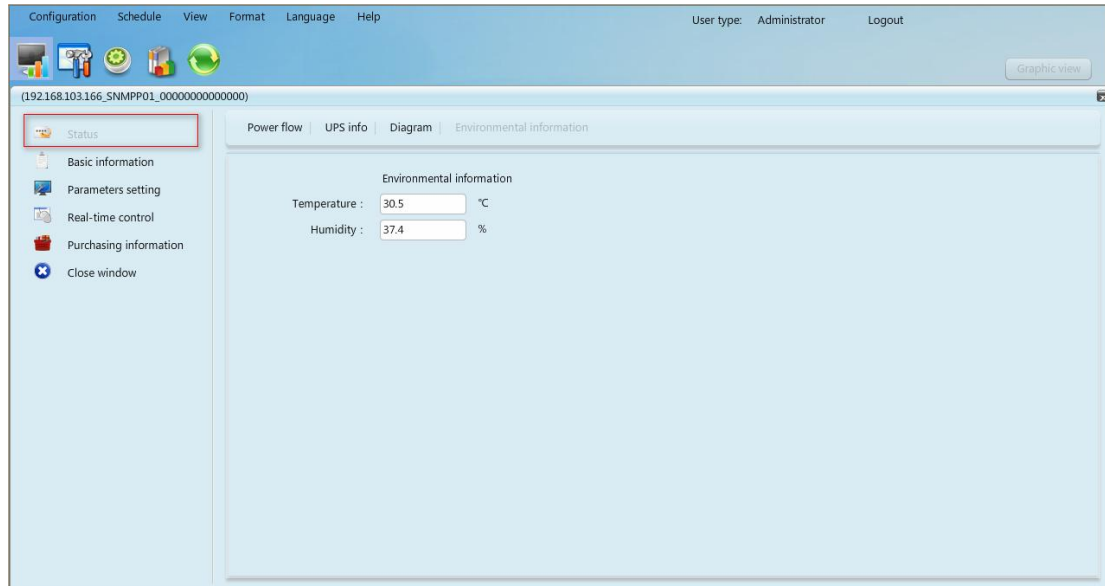 Configuration Schedule View Format Language Help User type: Administrator Logout
Graphic view
(192.168.103.166_SNMPP01_00000000000000)
Status
Basic information
Parameters setting
Real-time control
Purchasing information
Close window
Power flow UPS info Diagram Environmental information
Environmental information
Temperature : 30.5 ℃
Humidity : 37.4 %